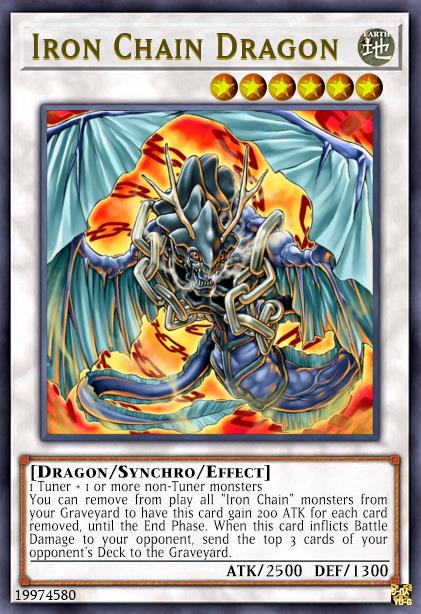 IRON CHAIN DRAGON
EARTH
地
[DRAGON/SYNCHRO/EFFECT]
1 Tuner + 1 or more non-Tuner monsters
You can remove from play all "Iron Chain" monsters from
your Graveyard to have this card gain 200 ATK for each card
removed, until the End Phase. When this card inflicts Battle
Damage to your opponent, send the top 3 cards of your
opponent's Deck to the Graveyard.
ATK/2500 DEF/1300
19974580